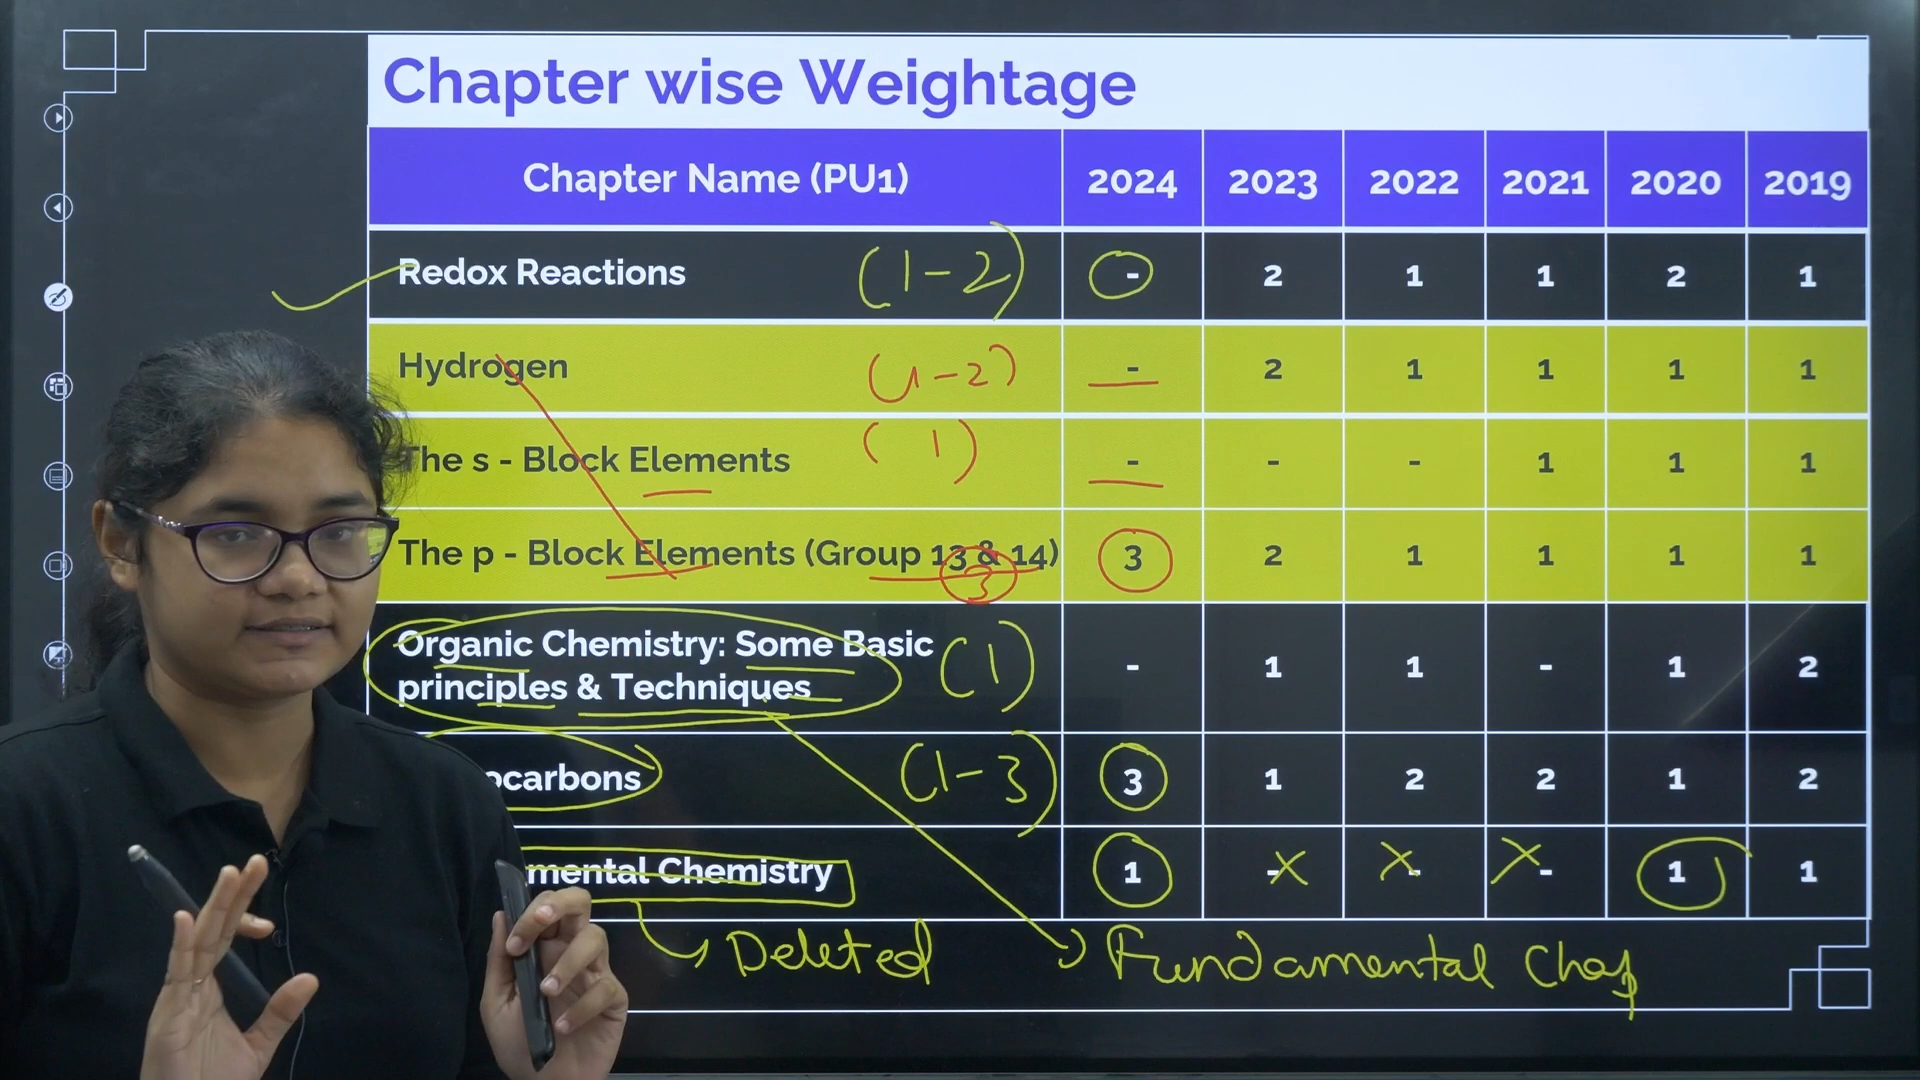 Chapter wise Weightage
Chapter Name (PU1) 2024 2023 2022 2021 2020 2019
Redox Reactions (1-2) - 2 1 1 2 1
Hydrogen (1-2) - 2 1 1 1 1
The s - Block Elements (1) - - - 1 1 1
The p - Block Elements (Group 13 & 14) 3 2 1 1 1 1
3
Organic Chemistry: Some Basic
principles & Techniques (1) - 1 1 - 1 2
ocarbons (1-3) 3 1 2 2 1 2
mental Chemistry 1 - - - 1 1
Deleted Fundamental Chap